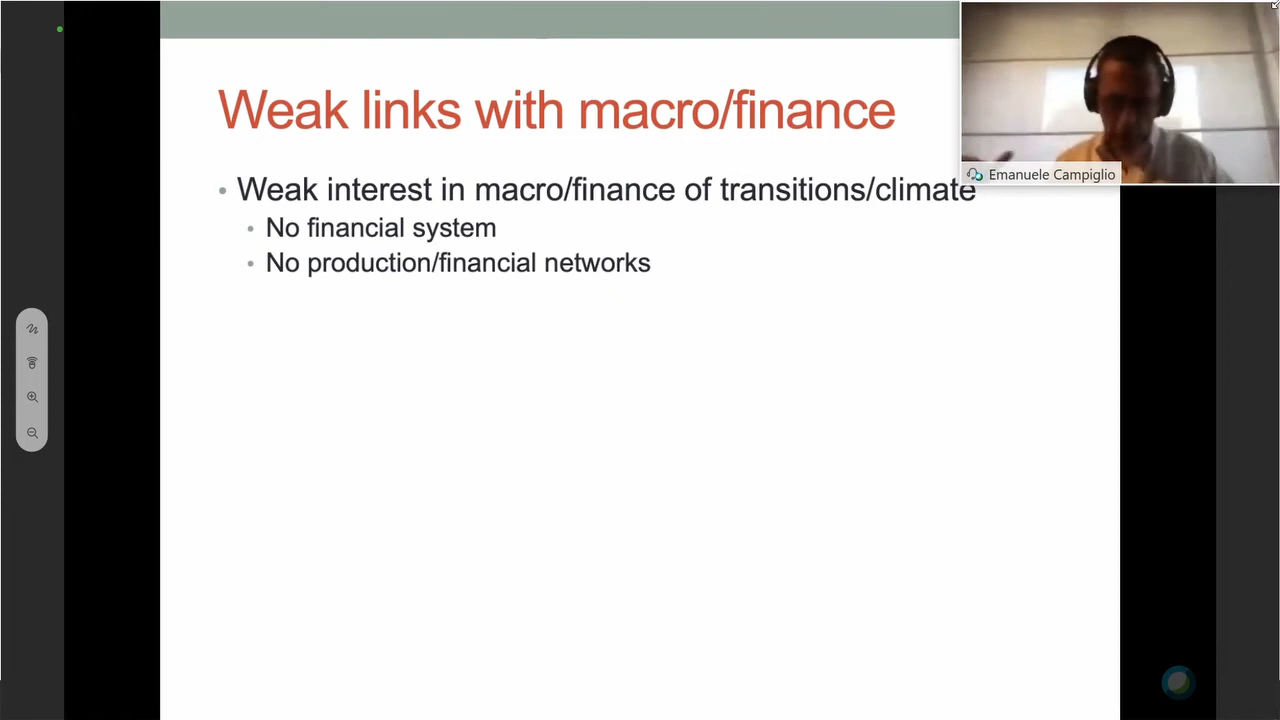 Weak links with macro/finance
Emanuele Campiglio
• Weak interest in macro/finance of transitions/climate
• No financial system
• No production/financial networks